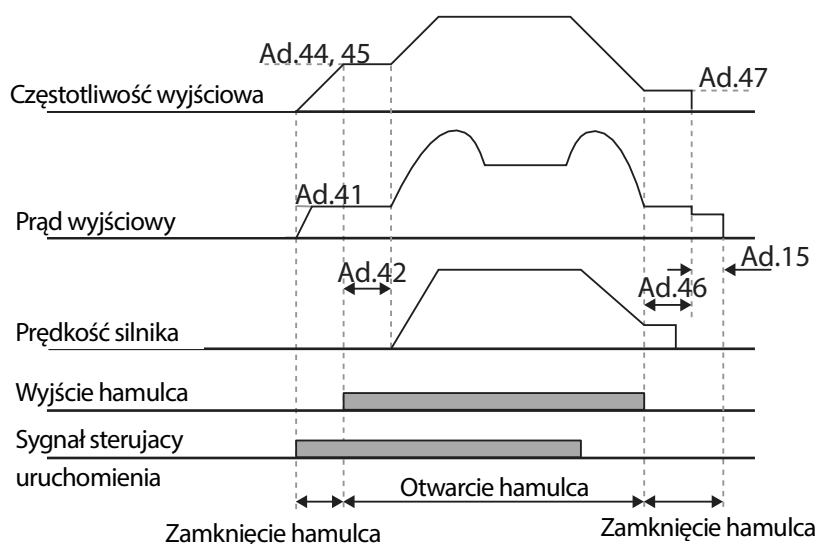 Ad.44, 45
Ad.47
Częstotliwość wyjściowa
Ad.41
Prąd wyjściowy
Ad.15
Ad.42
Ad.46
Prędkość silnika
Wyjście hamulca
Sygnał sterujacy
uruchomienia
Otwarcie hamulca
Zamknięcie hamulca
Zamknięcie hamulca